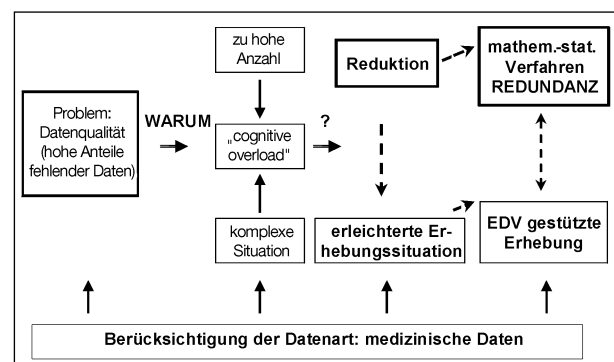 zu hohe
Anzahl
Reduktion
mathem.-stat.
Verfahren
REDUNDANZ
Problem:
Datenqualität
(hohe Anteile
fehlender Daten)
WARUM
„cognitive
overload"
?
komplexe
Situation
erleichterte Er-
hebungssituation
EDV gestützte
Erhebung
Berücksichtigung der Datenart: medizinische Daten